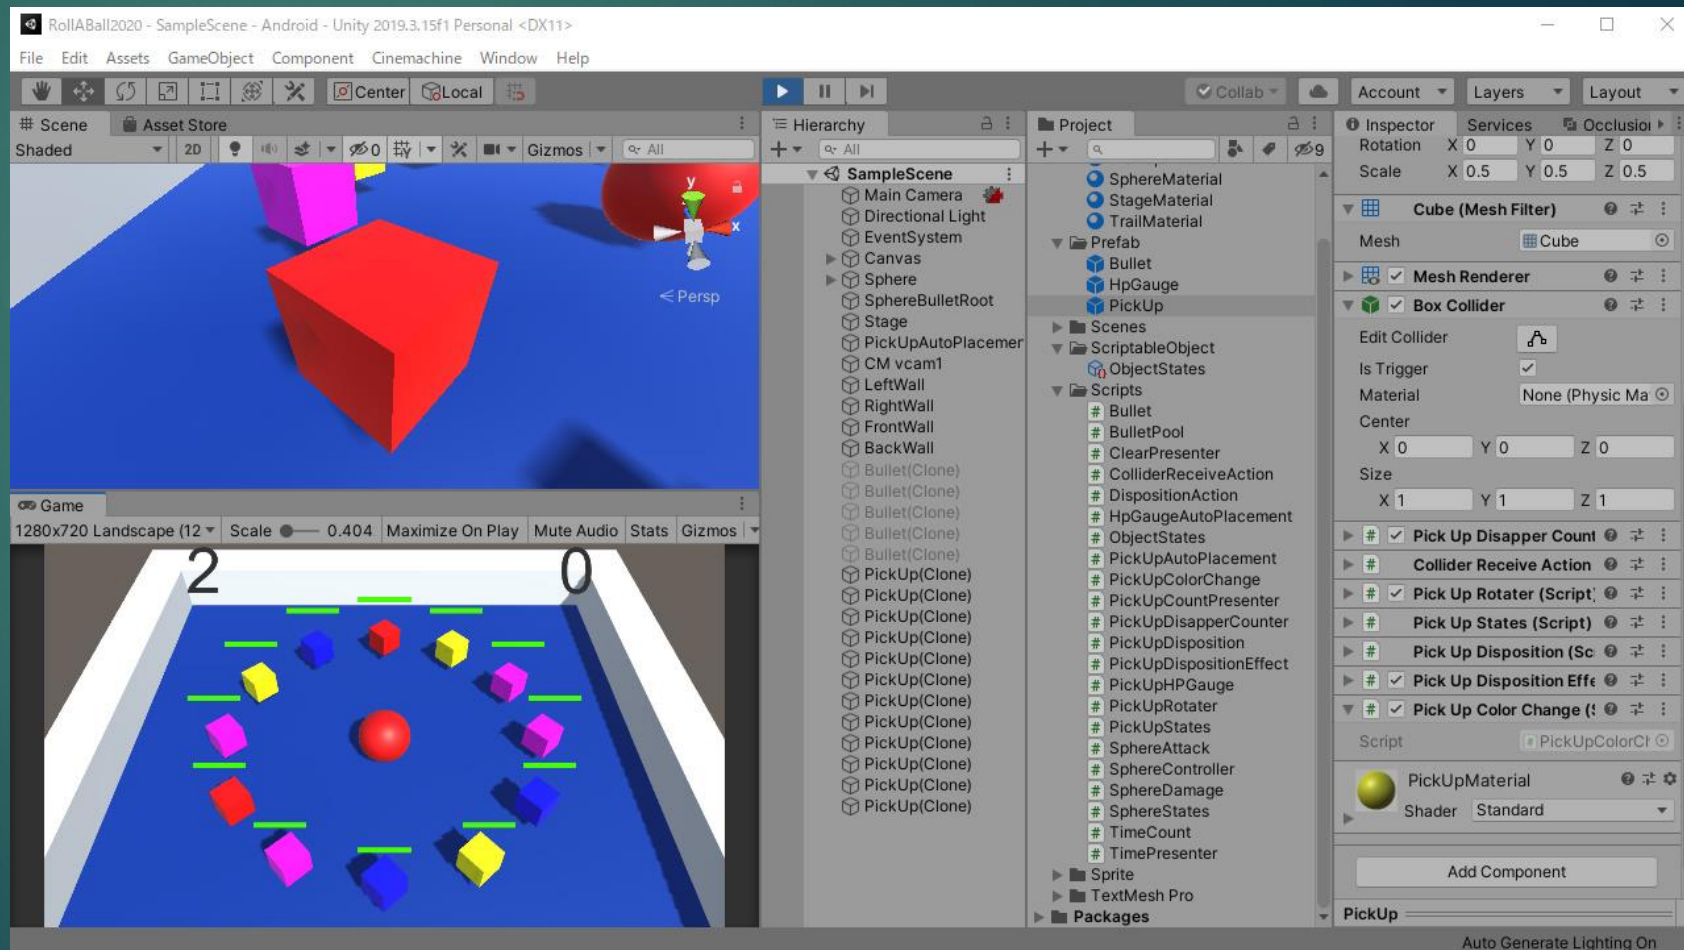 RollABall2020 - SampleScene - Android - Unity 2019.3.15f1 Personal <DX11>
File Edit Assets GameObject Component Cinemachine Window Help
Center Local Collab Account Layers Layout
Scene Asset Store
Shaded 2D 0 Gizmos All
y
x
Persp
Game
1280x720 Landscape (12 Scale 0.404 Maximize On Play Mute Audio Stats Gizmos
2 0
Hierarchy
All
SampleScene
Main Camera
Directional Light
EventSystem
Canvas
Sphere
SphereBulletRoot
Stage
PickUpAutoPlacemer
CM vcam1
LeftWall
RightWall
FrontWall
BackWall
Bullet(Clone)
Bullet(Clone)
Bullet(Clone)
Bullet(Clone)
Bullet(Clone)
PickUp(Clone)
PickUp(Clone)
PickUp(Clone)
PickUp(Clone)
PickUp(Clone)
PickUp(Clone)
PickUp(Clone)
PickUp(Clone)
PickUp(Clone)
PickUp(Clone)
PickUp(Clone)
PickUp(Clone)
Project
9
SphereMaterial
StageMaterial
TrailMaterial
Prefab
Bullet
HpGauge
PickUp
Scenes
ScriptableObject
ObjectStates
Scripts
# Bullet
# BulletPool
# ClearPresenter
# ColliderReceiveAction
# DispositionAction
# HpGaugeAutoPlacement
# ObjectStates
# PickUpAutoPlacement
# PickUpColorChange
# PickUpCountPresenter
# PickUpDisapperCounter
# PickUpDisposition
# PickUpDispositionEffect
# PickUpHPGauge
# PickUpRotater
# PickUpStates
# SphereAttack
# SphereController
# SphereDamage
# SphereStates
# TimeCount
# TimePresenter
Sprite
TextMesh Pro
Packages
Inspector Services Occlusio
Rotation X 0 Y 0 Z 0
Scale X 0.5 Y 0.5 Z 0.5
Cube (Mesh Filter)
Mesh Cube
Mesh Renderer
Box Collider
Edit Collider
Is Trigger
Material None (Physic Ma
Center
X 0 Y 0 Z 0
Size
X 1 Y 1 Z 1
# Pick Up Disapper Count
# Collider Receive Action
# Pick Up Rotater (Script)
# Pick Up States (Script)
# Pick Up Disposition (Sc
# Pick Up Disposition Effe
# Pick Up Color Change (S
Script PickUpColorCh
PickUpMaterial
Shader Standard
Add Component
PickUp
Auto Generate Lighting On